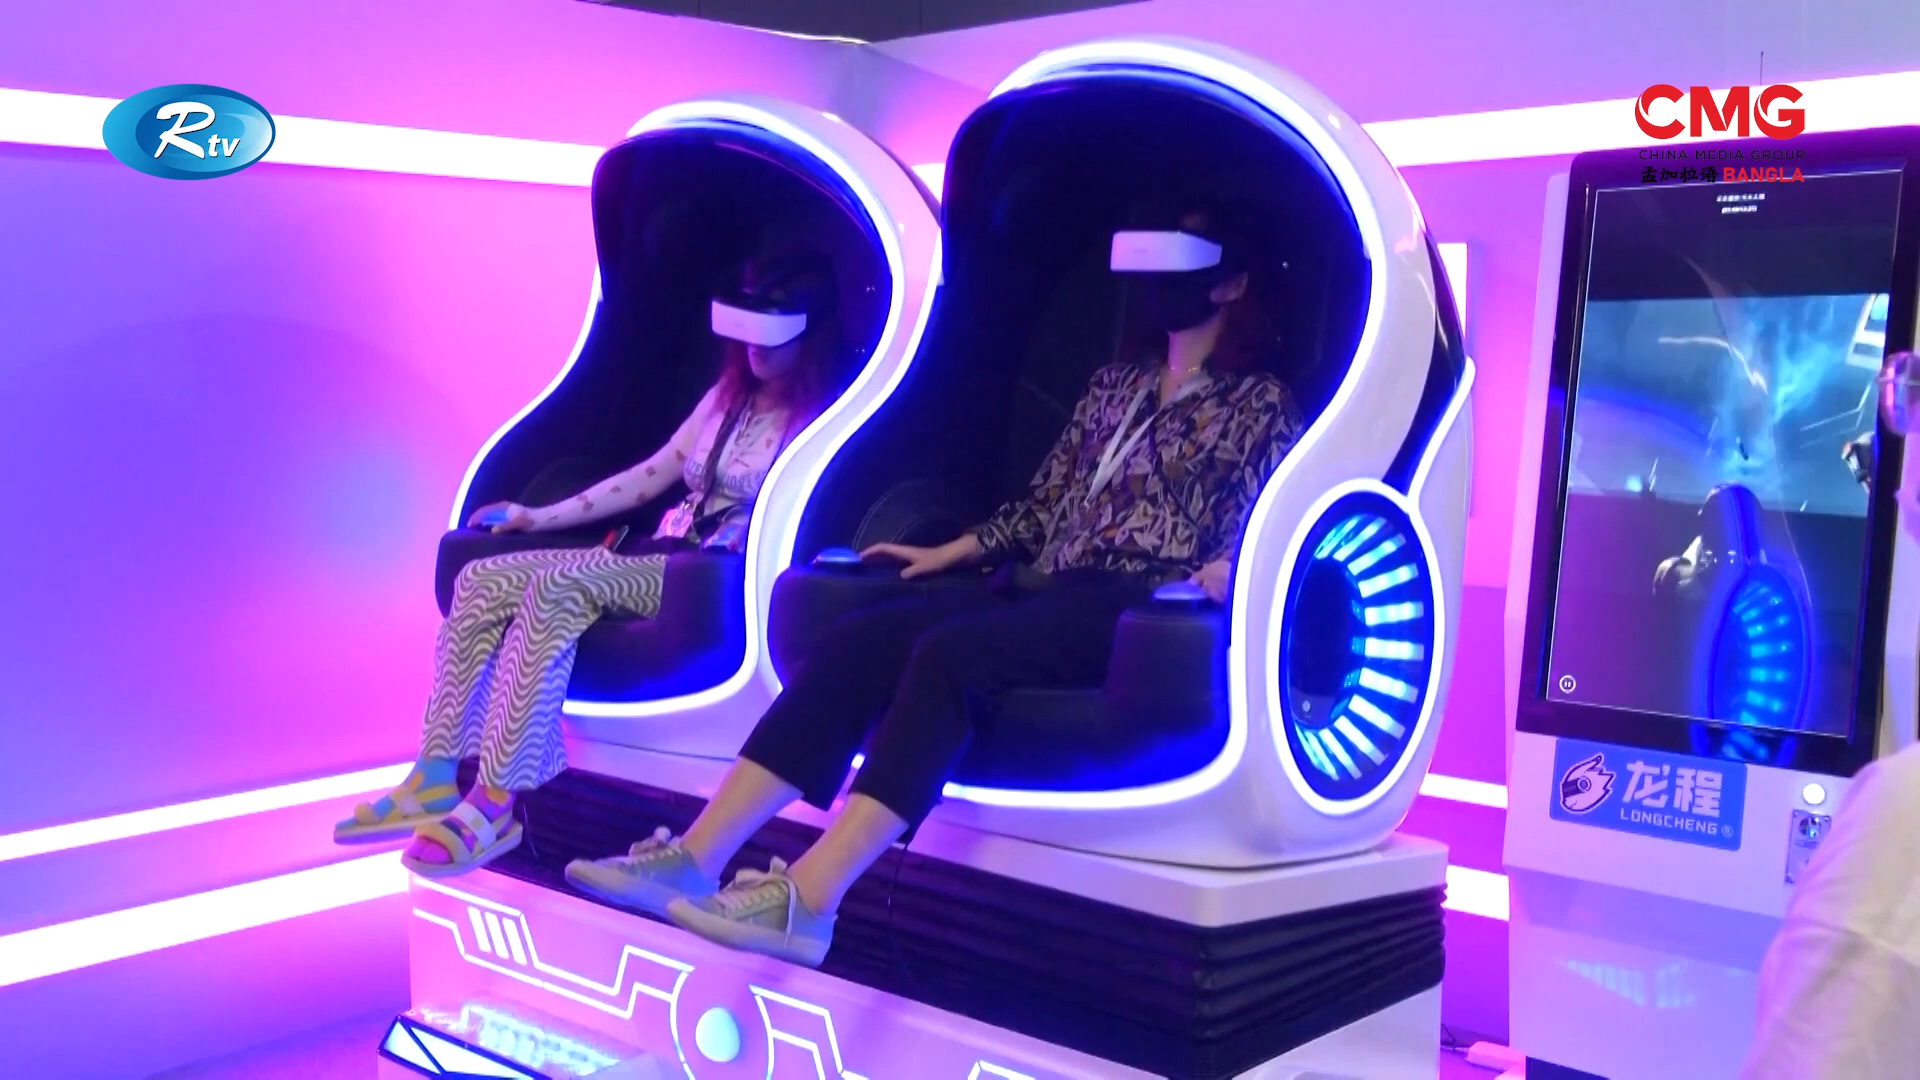 Rtv
CMG
CHINA MEDIA GROUP
孟加拉语 BANGLA
龙程
LONGCHENG®